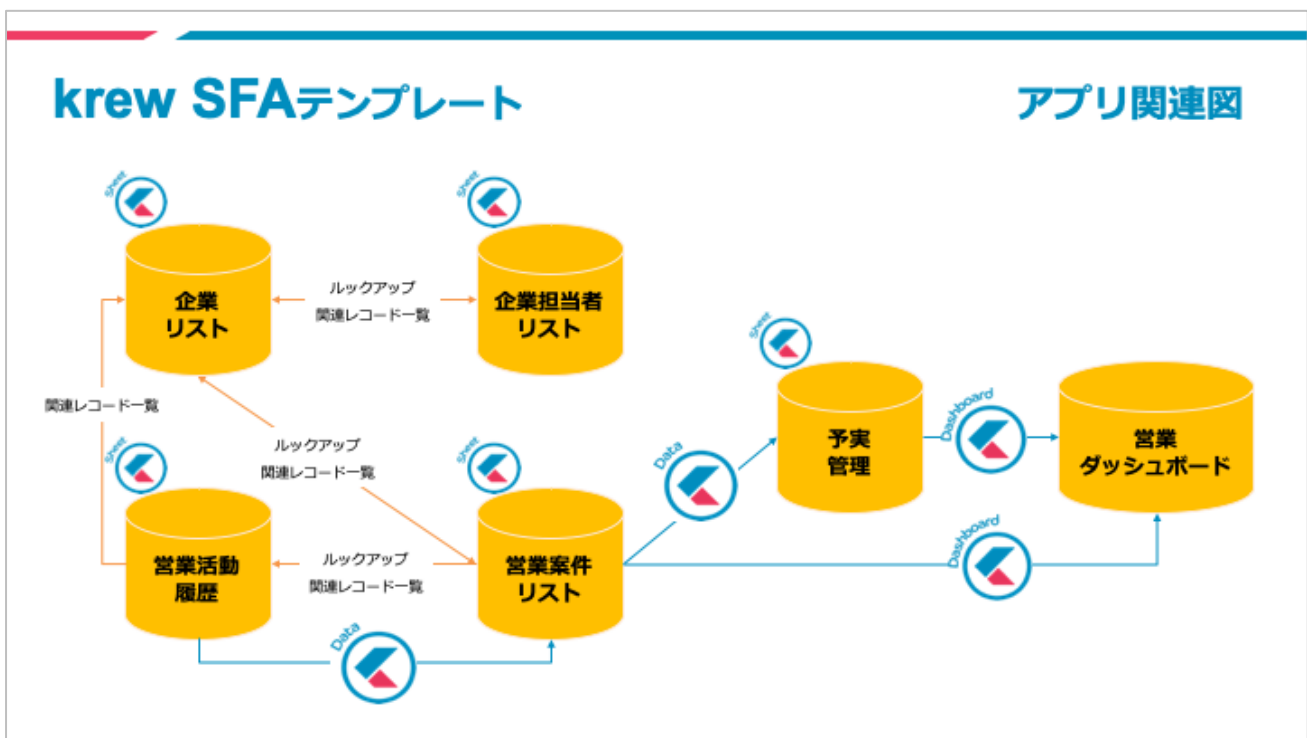 krew SFAテンプレート
アプリ関連図
Sheet
Sheet
企業
リスト
ルックアップ
関連レコード一覧
企業担当者
リスト
Sheet
関連レコード一覧
ルックアップ
関連レコード一覧
Sheet
Sheet
Data
予実
管理
Dashboard
営業
ダッシュボード
営業活動
履歴
ルックアップ
関連レコード一覧
営業案件
リスト
Dashboard
Data